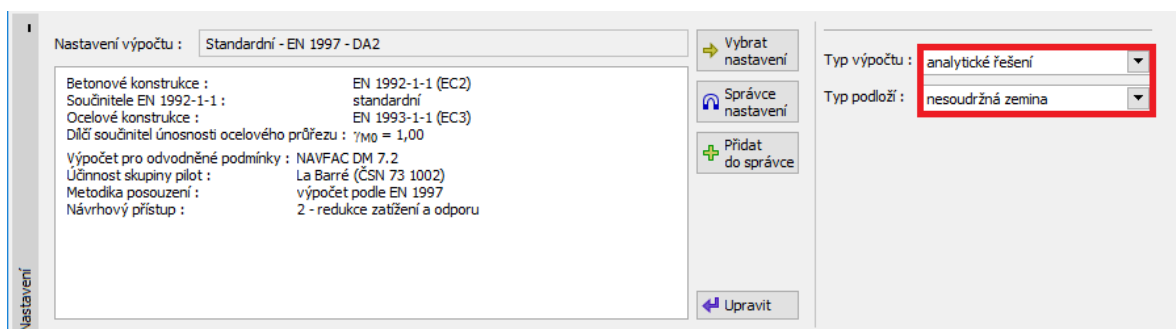 Nastavení výpočtu : Standardní - EN 1997 - DA2
Betonové konstrukce : EN 1992-1-1 (EC2)
Součinitele EN 1992-1-1 : standardní
Ocelové konstrukce : EN 1993-1-1 (EC3)
Dílčí součinitel únosnosti ocelového průřezu : γM0 = 1,00
Výpočet pro odvodněné podmínky : NAVFAC DM 7.2
Účinnost skupiny pilot : La Barré (ČSN 73 1002)
Metodika posouzení : výpočet podle EN 1997
Návrhový přístup : 2 - redukce zatížení a odporu
Vybrat
nastavení
Správce
nastavení
Přidat
do správce
Upravit
Typ výpočtu : analytické řešení
Typ podloží : nesoudržná zemina
Nastavení